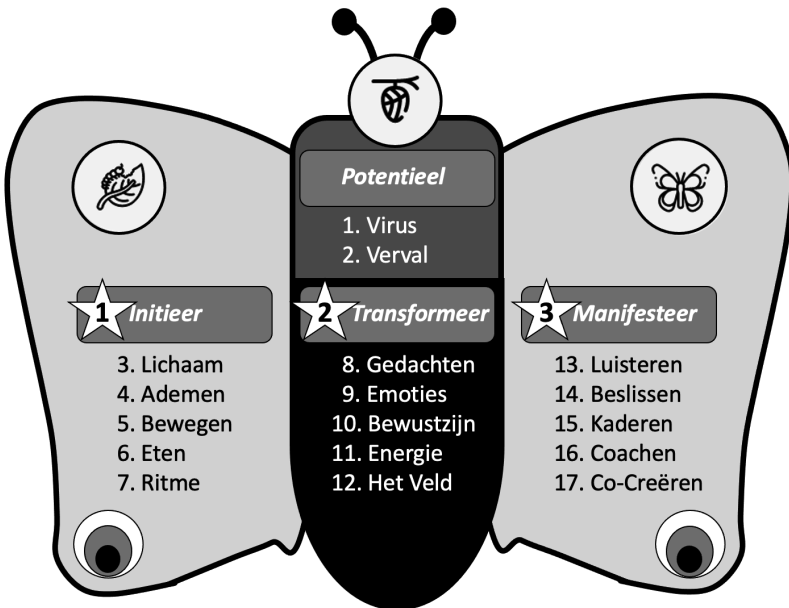 Potentieel
1. Virus
2. Verval
1 Initieer
3. Lichaam
4. Ademen
5. Bewegen
6. Eten
7. Ritme
2 Transformeer
8. Gedachten
9. Emoties
10. Bewustzijn
11. Energie
12. Het Veld
3 Manifesteer
13. Luisteren
14. Beslissen
15. Kaderen
16. Coachen
17. Co-Creëren